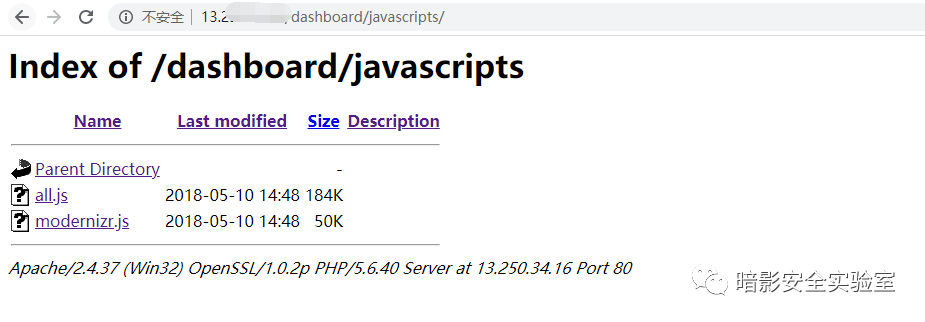 不安全 | 13.2 /dashboard/javascripts/
Index of /dashboard/javascripts
Name Last modified Size Description
Parent Directory -
all.js 2018-05-10 14:48 184K
modernizr.js 2018-05-10 14:48 50K
Apache/2.4.37 (Win32) OpenSSL/1.0.2p PHP/5.6.40 Server at 13.250.34.16 Port 80
暗影安全实验室